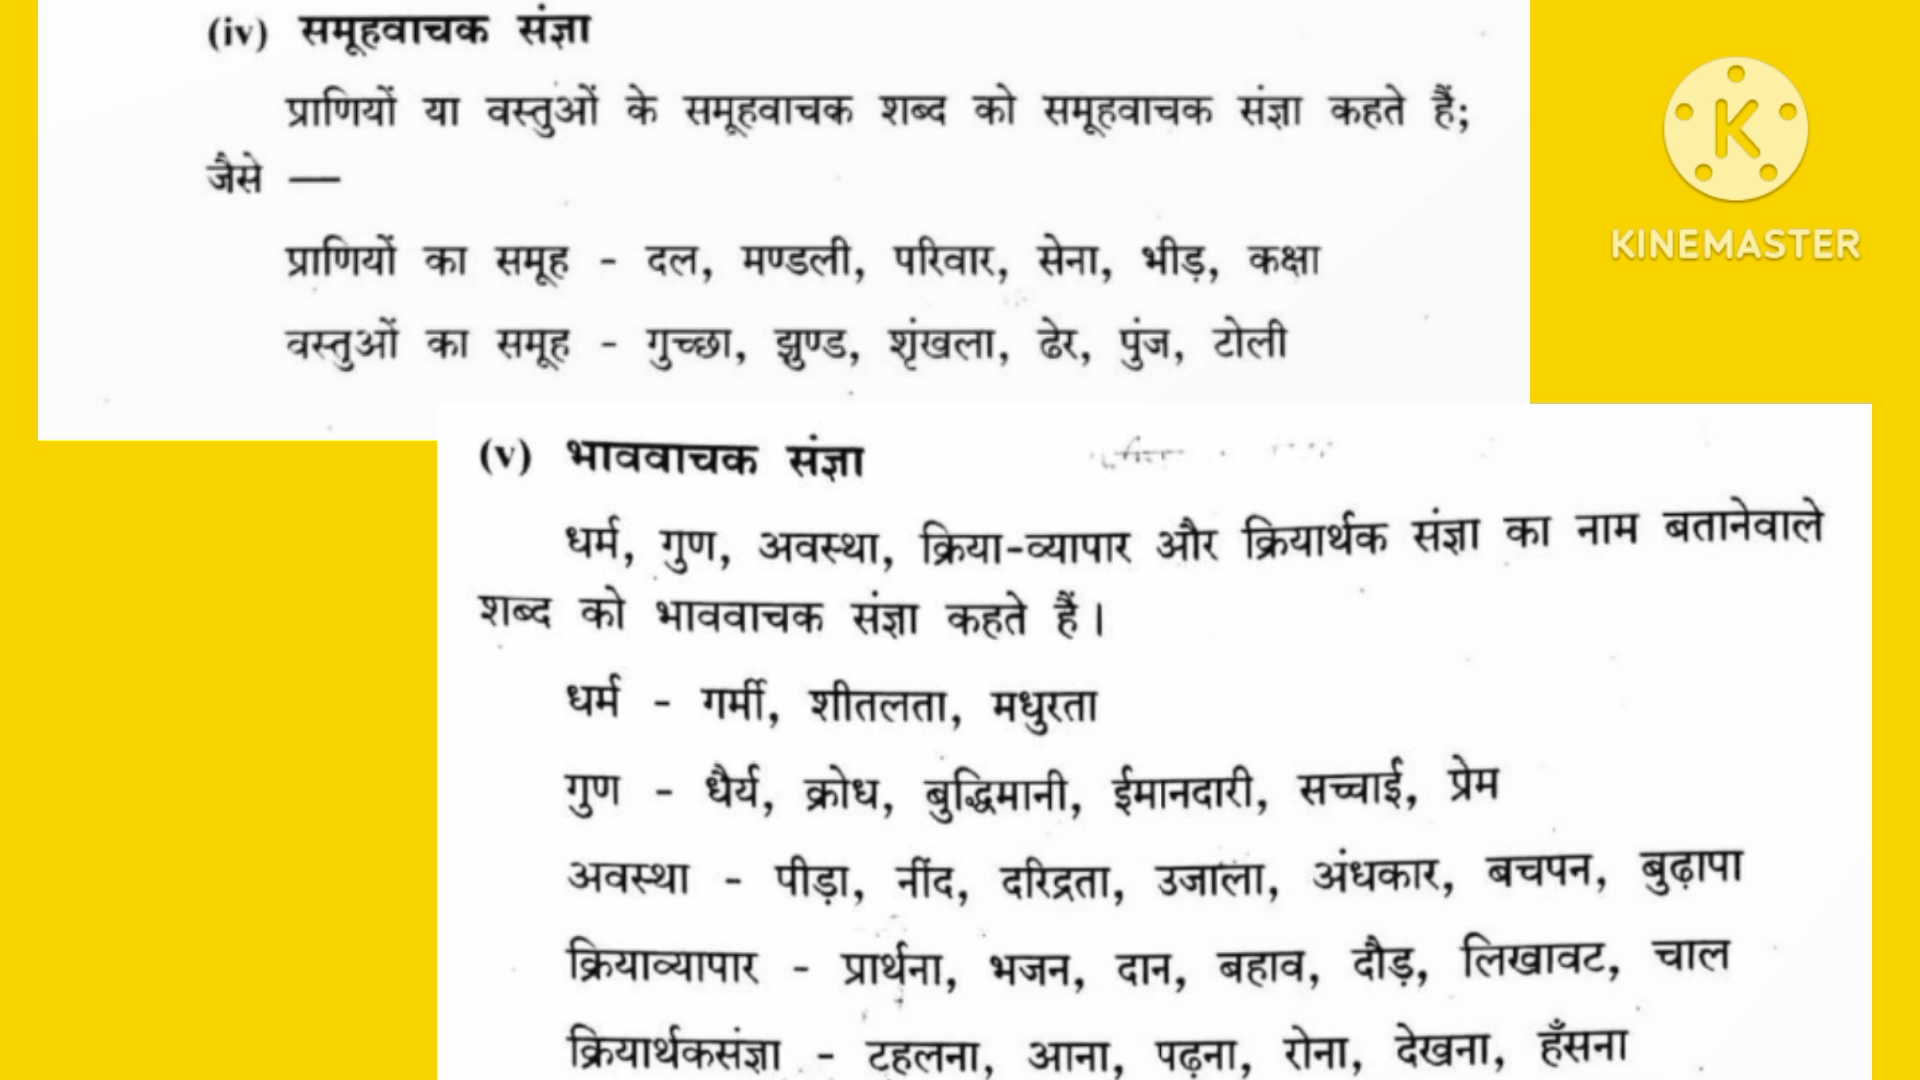 (iv) समूहवाचक संज्ञा
प्राणियों या वस्तुओं के समूहवाचक शब्द को समूहवाचक संज्ञा कहते हैं;
जैसे —
प्राणियों का समूह - दल, मण्डली, परिवार, सेना, भीड़, कक्षा
वस्तुओं का समूह - गुच्छा, झुण्ड, शृंखला, ढेर, पुंज, टोली
K
KINEMASTER
(v) भाववाचक संज्ञा
धर्म, गुण, अवस्था, क्रिया-व्यापार और क्रियार्थक संज्ञा का नाम बतानेवाले
शब्द को भाववाचक संज्ञा कहते हैं।
धर्म - गर्मी, शीतलता, मधुरता
गुण - धैर्य, क्रोध, बुद्धिमानी, ईमानदारी, सच्चाई, प्रेम
अवस्था - पीड़ा, नींद, दरिद्रता, उजाला, अंधकार, बचपन, बुढ़ापा
क्रियाव्यापार - प्रार्थना, भजन, दान, बहाव, दौड़, लिखावट, चाल
क्रियार्थकसंज्ञा - टहलना, आना, पढ़ना, रोना, देखना, हँसना